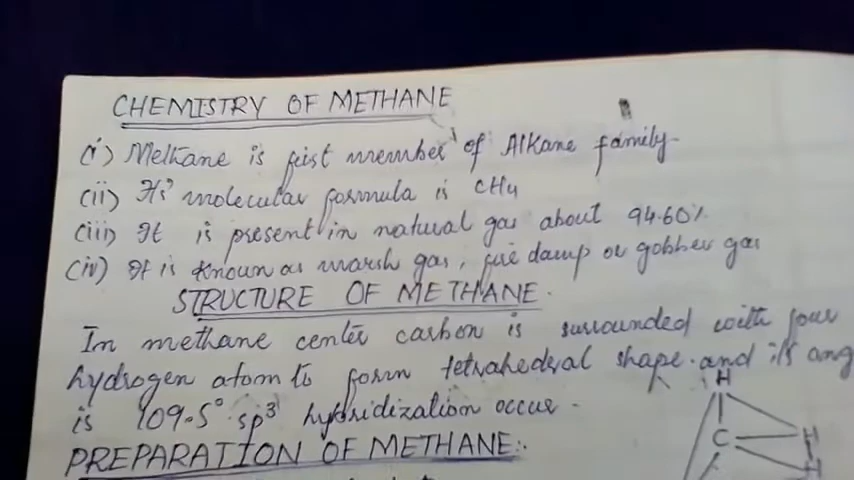 CHEMISTRY OF METHANE
(i) Methane is first member of Alkane family
(ii) It's molecular formula is CH4
(iii) It is present in natural gas about 94.60%
(iv) It is known as marsh gas, fire damp or gobber gas
STRUCTURE OF METHANE.
In methane center carbon is surrounded with four
hydrogen atom to form tetrahederal shape. and it's ang
is 109.5° sp³ hybridization occur.
H
C
H
H
PREPARATION OF METHANE: